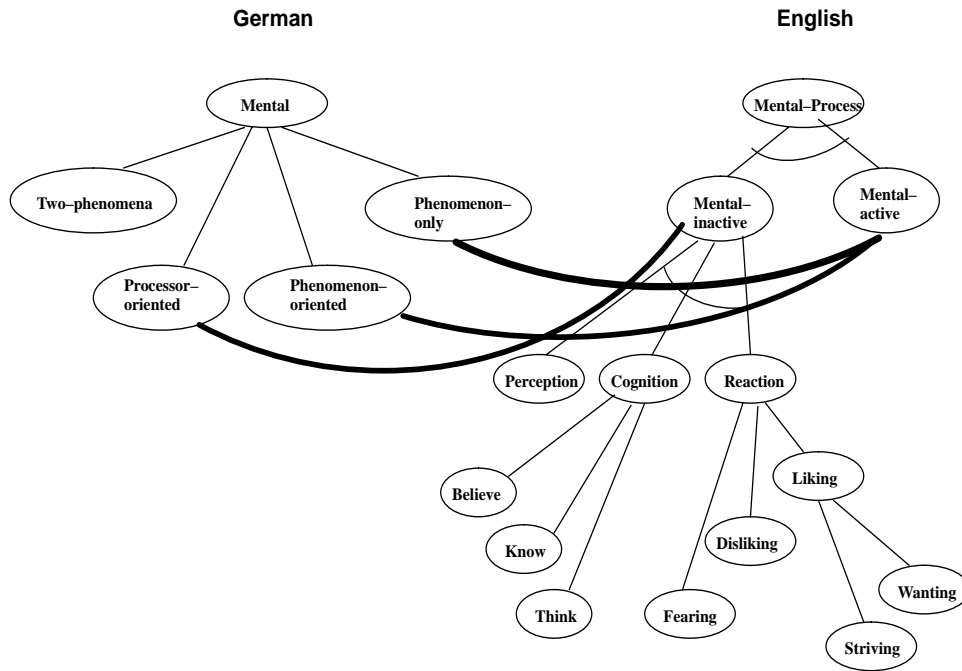 German
English
Mental
Mental–Process
Two–phenomena
Phenomenon–
only
Mental–
inactive
Mental–
active
Processor–
oriented
Phenomenon–
oriented
Perception
Cognition
Reaction
Believe
Liking
Know
Disliking
Think
Fearing
Wanting
Striving